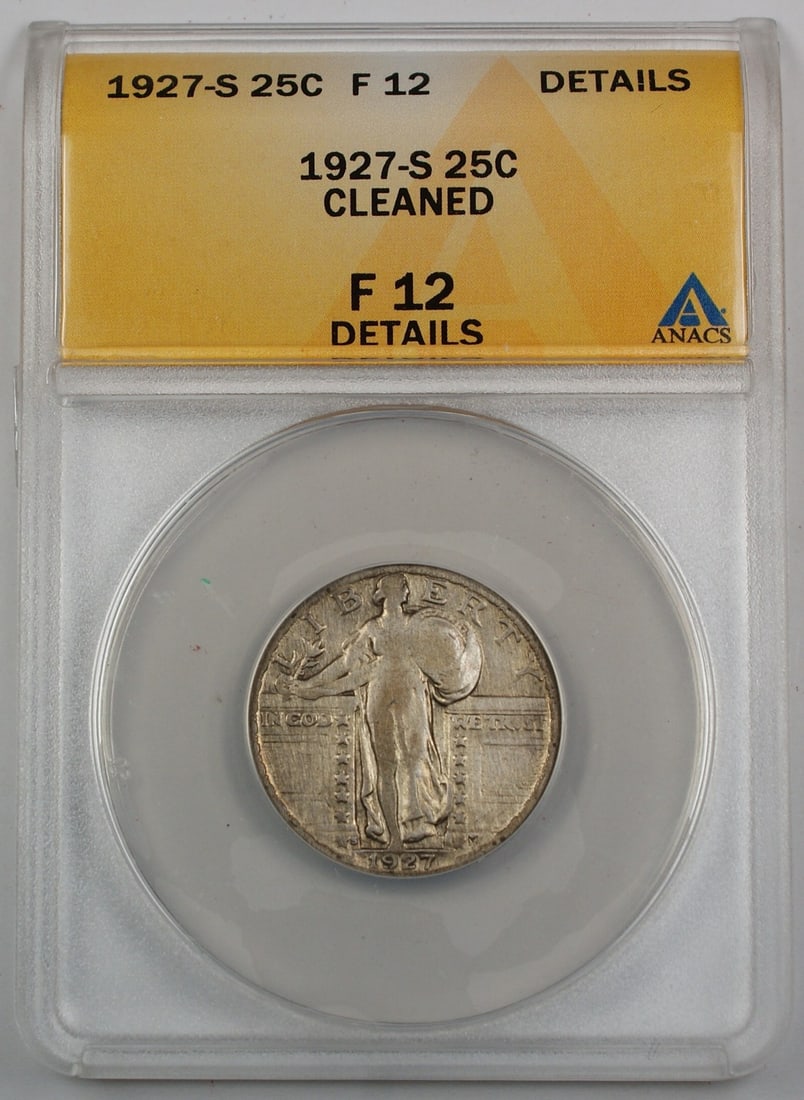 1927-S 25C F 12 DETAILS
1927-S 25C
CLEANED
F 12
DETAILS
ANACS
LIBERTY
IN GOD WE TRUST
1927